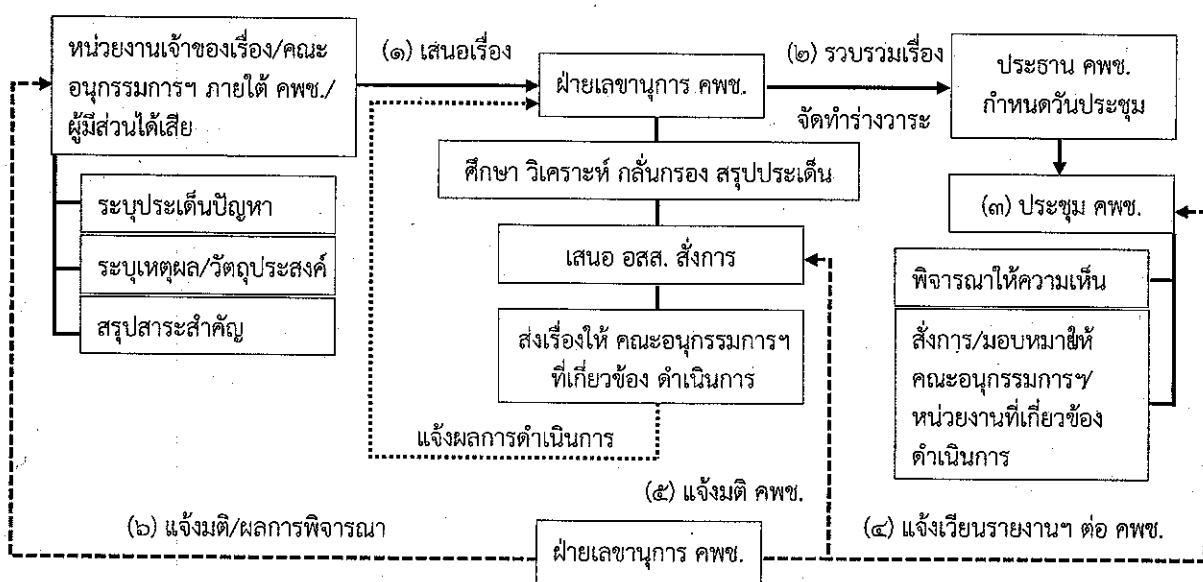 หน่วยงานเจ้าของเรื่อง/คณะ
อนุกรรมการฯ ภายใต้ คพช./
ผู้มีส่วนได้เสีย
ระบุประเด็นปัญหา
ระบุเหตุผล/วัตถุประสงค์
สรุปสาระสำคัญ
(๑) เสนอเรื่อง
ฝ่ายเลขานุการ คพช.
ศึกษา วิเคราะห์ กลั่นกรอง สรุปประเด็น
เสนอ อสส. สั่งการ
ส่งเรื่องให้ คณะอนุกรรมการฯ
ที่เกี่ยวข้อง ดำเนินการ
แจ้งผลการดำเนินการ
(๒) รวบรวมเรื่อง
จัดทำร่างวาระ
ประธาน คพช.
กำหนดวันประชุม
(๓) ประชุม คพช.
พิจารณาให้ความเห็น
สั่งการ/มอบหมายให้
คณะอนุกรรมการฯ/
หน่วยงานที่เกี่ยวข้อง
ดำเนินการ
(๔) แจ้งเวียนรายงานฯ ต่อ คพช.
(๕) แจ้งมติ คพช.
(๖) แจ้งมติ/ผลการพิจารณา
ฝ่ายเลขานุการ คพช.